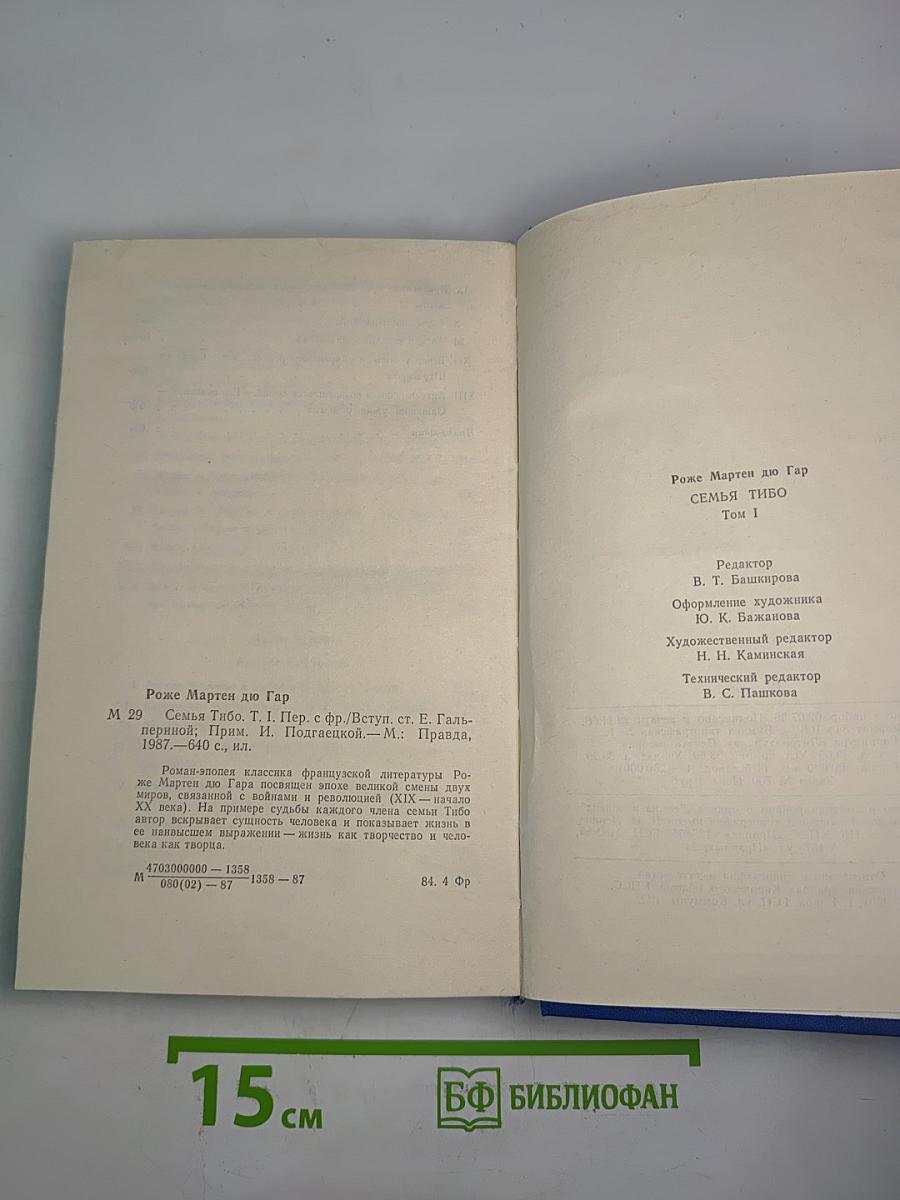 Роже Мартен дю Гар
М 29 Семья Тибо. Т. I. Пер. с фр./Вступ. ст. Е. Галь-
периной; Прим. И. Подгаецкой.— М.: Правда,
1987.—640 с., ил.
Роман-эпопея классика французской литературы Ро-
же Мартен дю Гара посвящен эпохе великой смены двух
миров, связанной с войнами и революцией (XIX — начало
XX века). На примере судьбы каждого члена семьи Тибо
автор вскрывает сущность человека и показывает жизнь в
ее наивысшем выражении — жизнь как творчество и чело-
века как творца.
М 4703000000 — 1358
080(02) — 87
1358 — 87
84. 4 Фр
Роже Мартен дю Гар
СЕМЬЯ ТИБО
Том I
Редактор
В. Т. Башкирова
Оформление художника
Ю. К. Бажанова
Художественный редактор
Н. Н. Каминская
Технический редактор
В. С. Пашкова
15 см
БФ БИБЛИОФАН